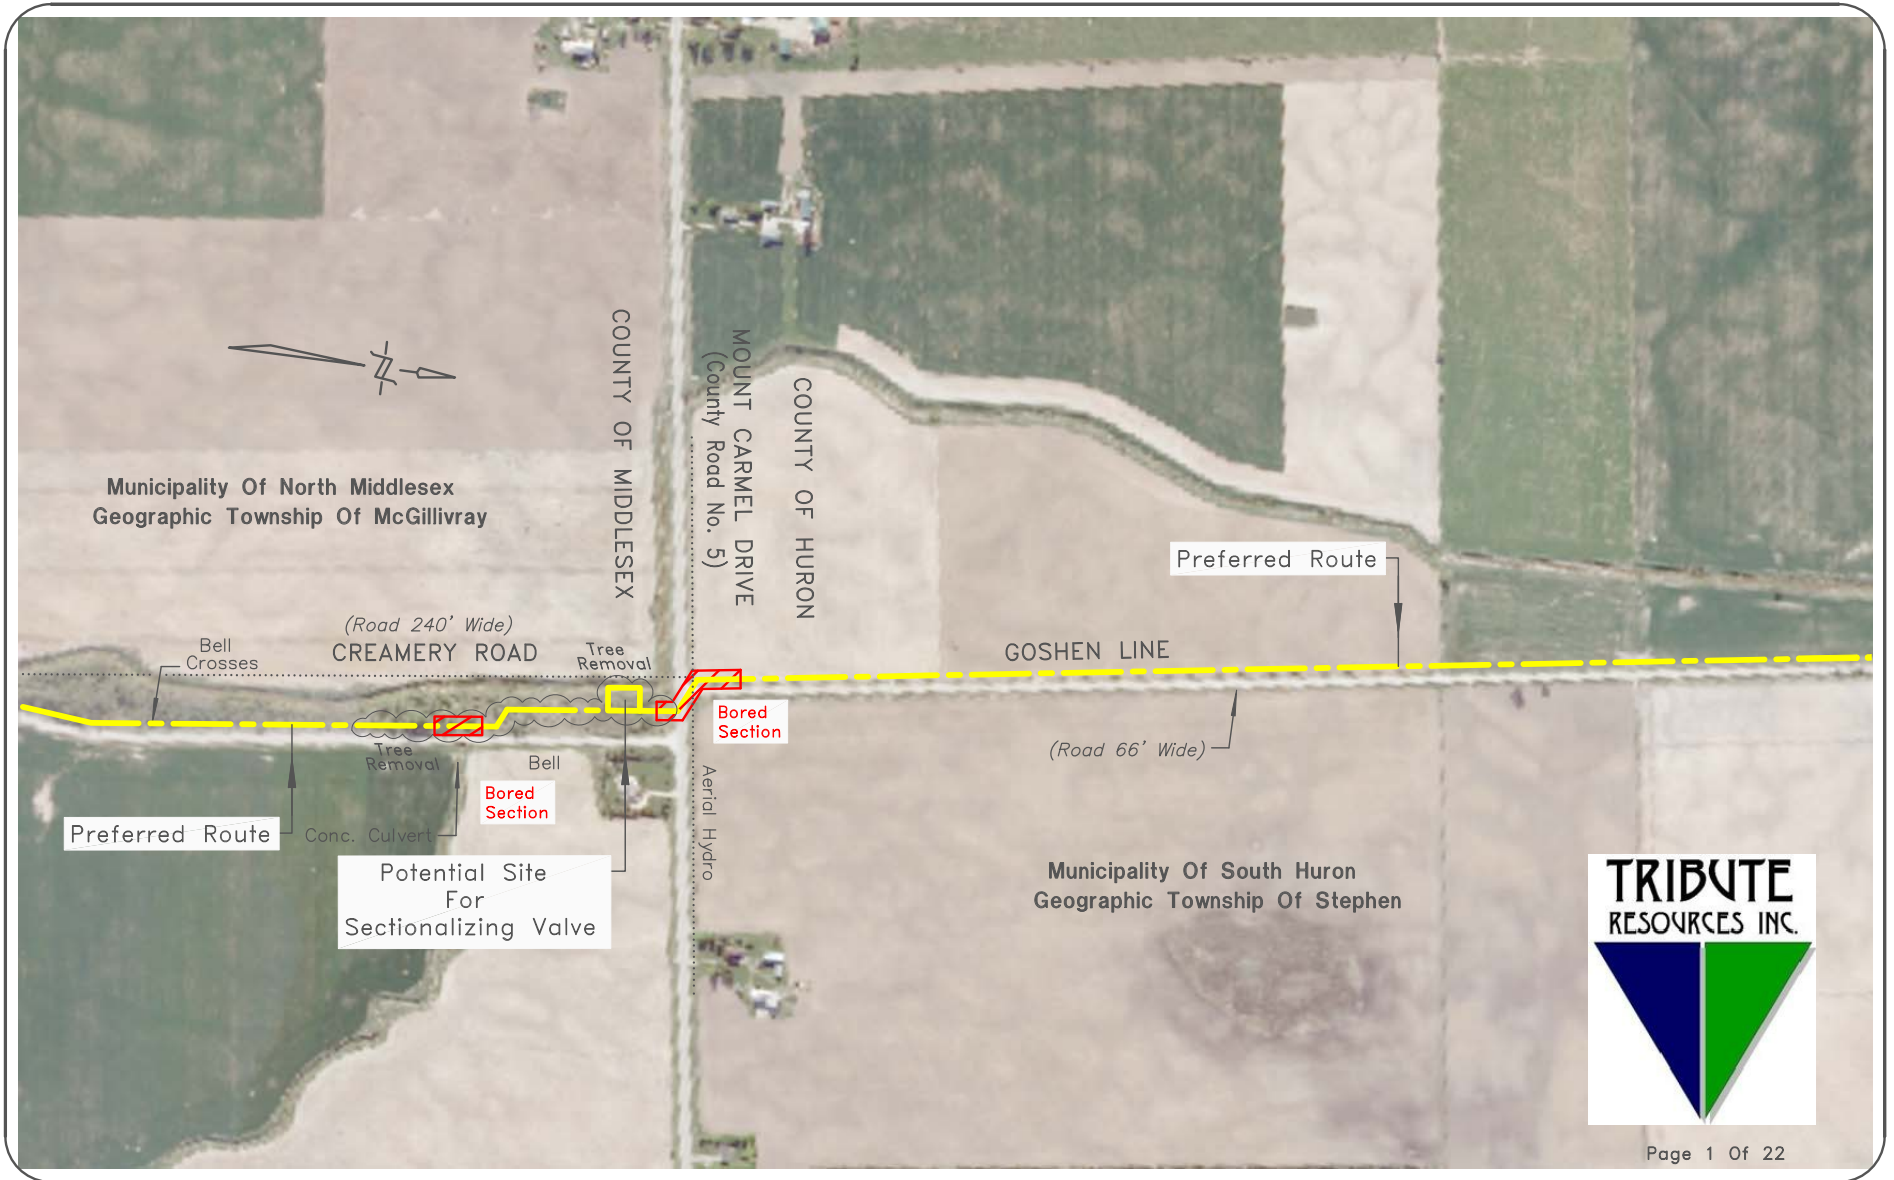 COUNTY OF MIDDLESEX
MOUNT CARMEL DRIVE
(County Road No. 5)
COUNTY OF HURON
Municipality Of North Middlesex
Geographic Township Of McGillivray
Preferred Route
(Road 240' Wide)
CREAMERY ROAD
Bell
Crosses
Tree
Removal
GOSHEN LINE
Bored
Section
(Road 66' Wide)
Tree
Removal
Bell
Bored
Section
Aerial Hydro
Preferred Route
Conc. Culvert
Potential Site
For
Sectionalizing Valve
Municipality Of South Huron
Geographic Township Of Stephen
TRIBUTE
RESOURCES INC.
Page 1 Of 22